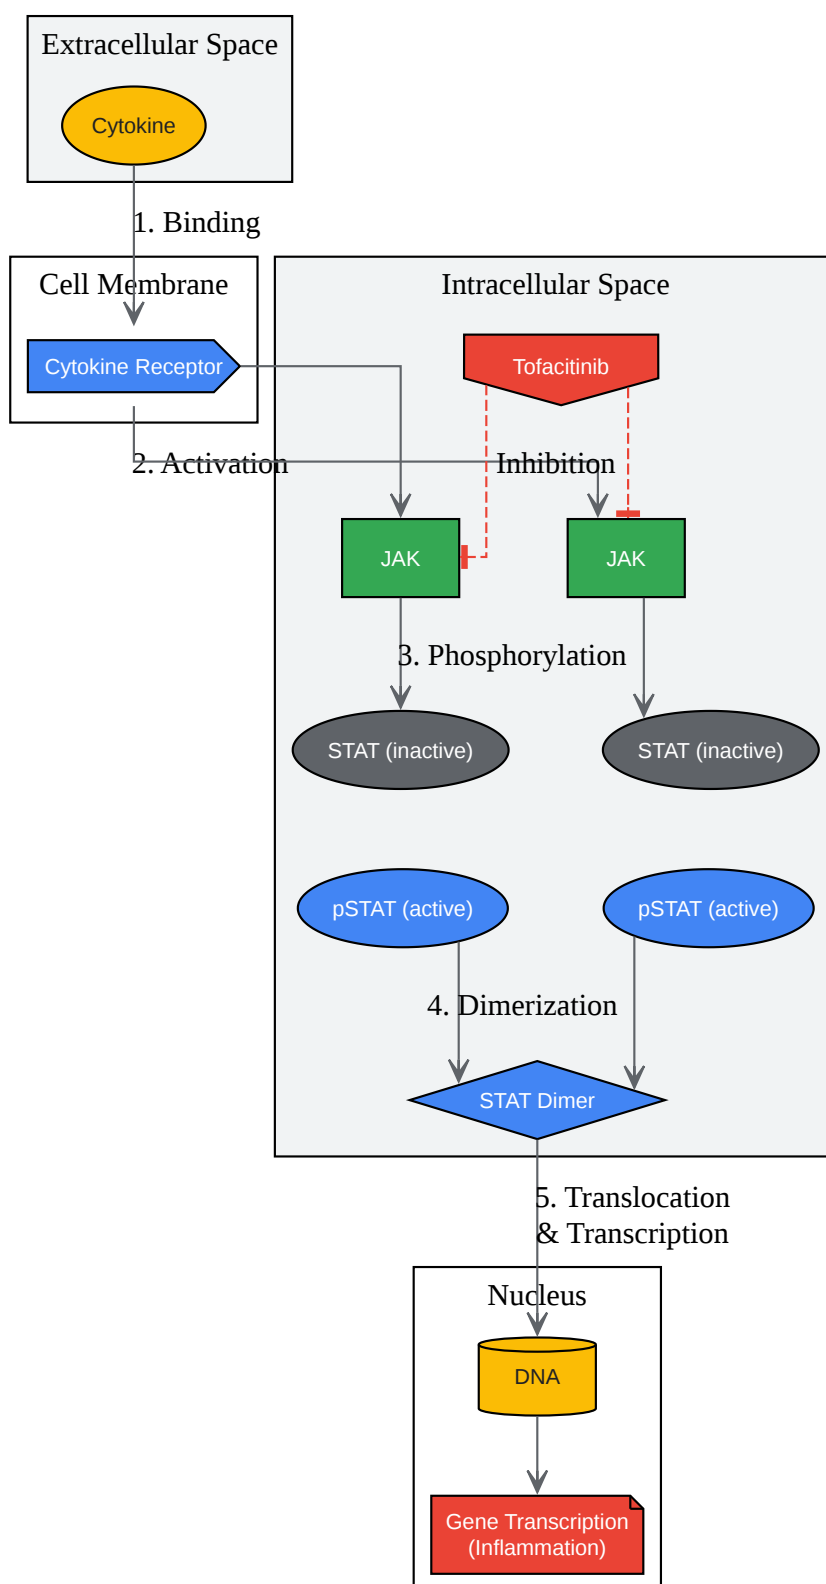 Extracellular Space
Cytokine
1. Binding
Cell Membrane
Intracellular Space
Cytokine Receptor
Tofacitinib
2. Activation
Inhibition
JAK
JAK
3. Phosphorylation
STAT (inactive)
STAT (inactive)
pSTAT (active)
pSTAT (active)
4. Dimerization
STAT Dimer
5. Translocation
& Transcription
Nucleus
DNA
Gene Transcription
(Inflammation)